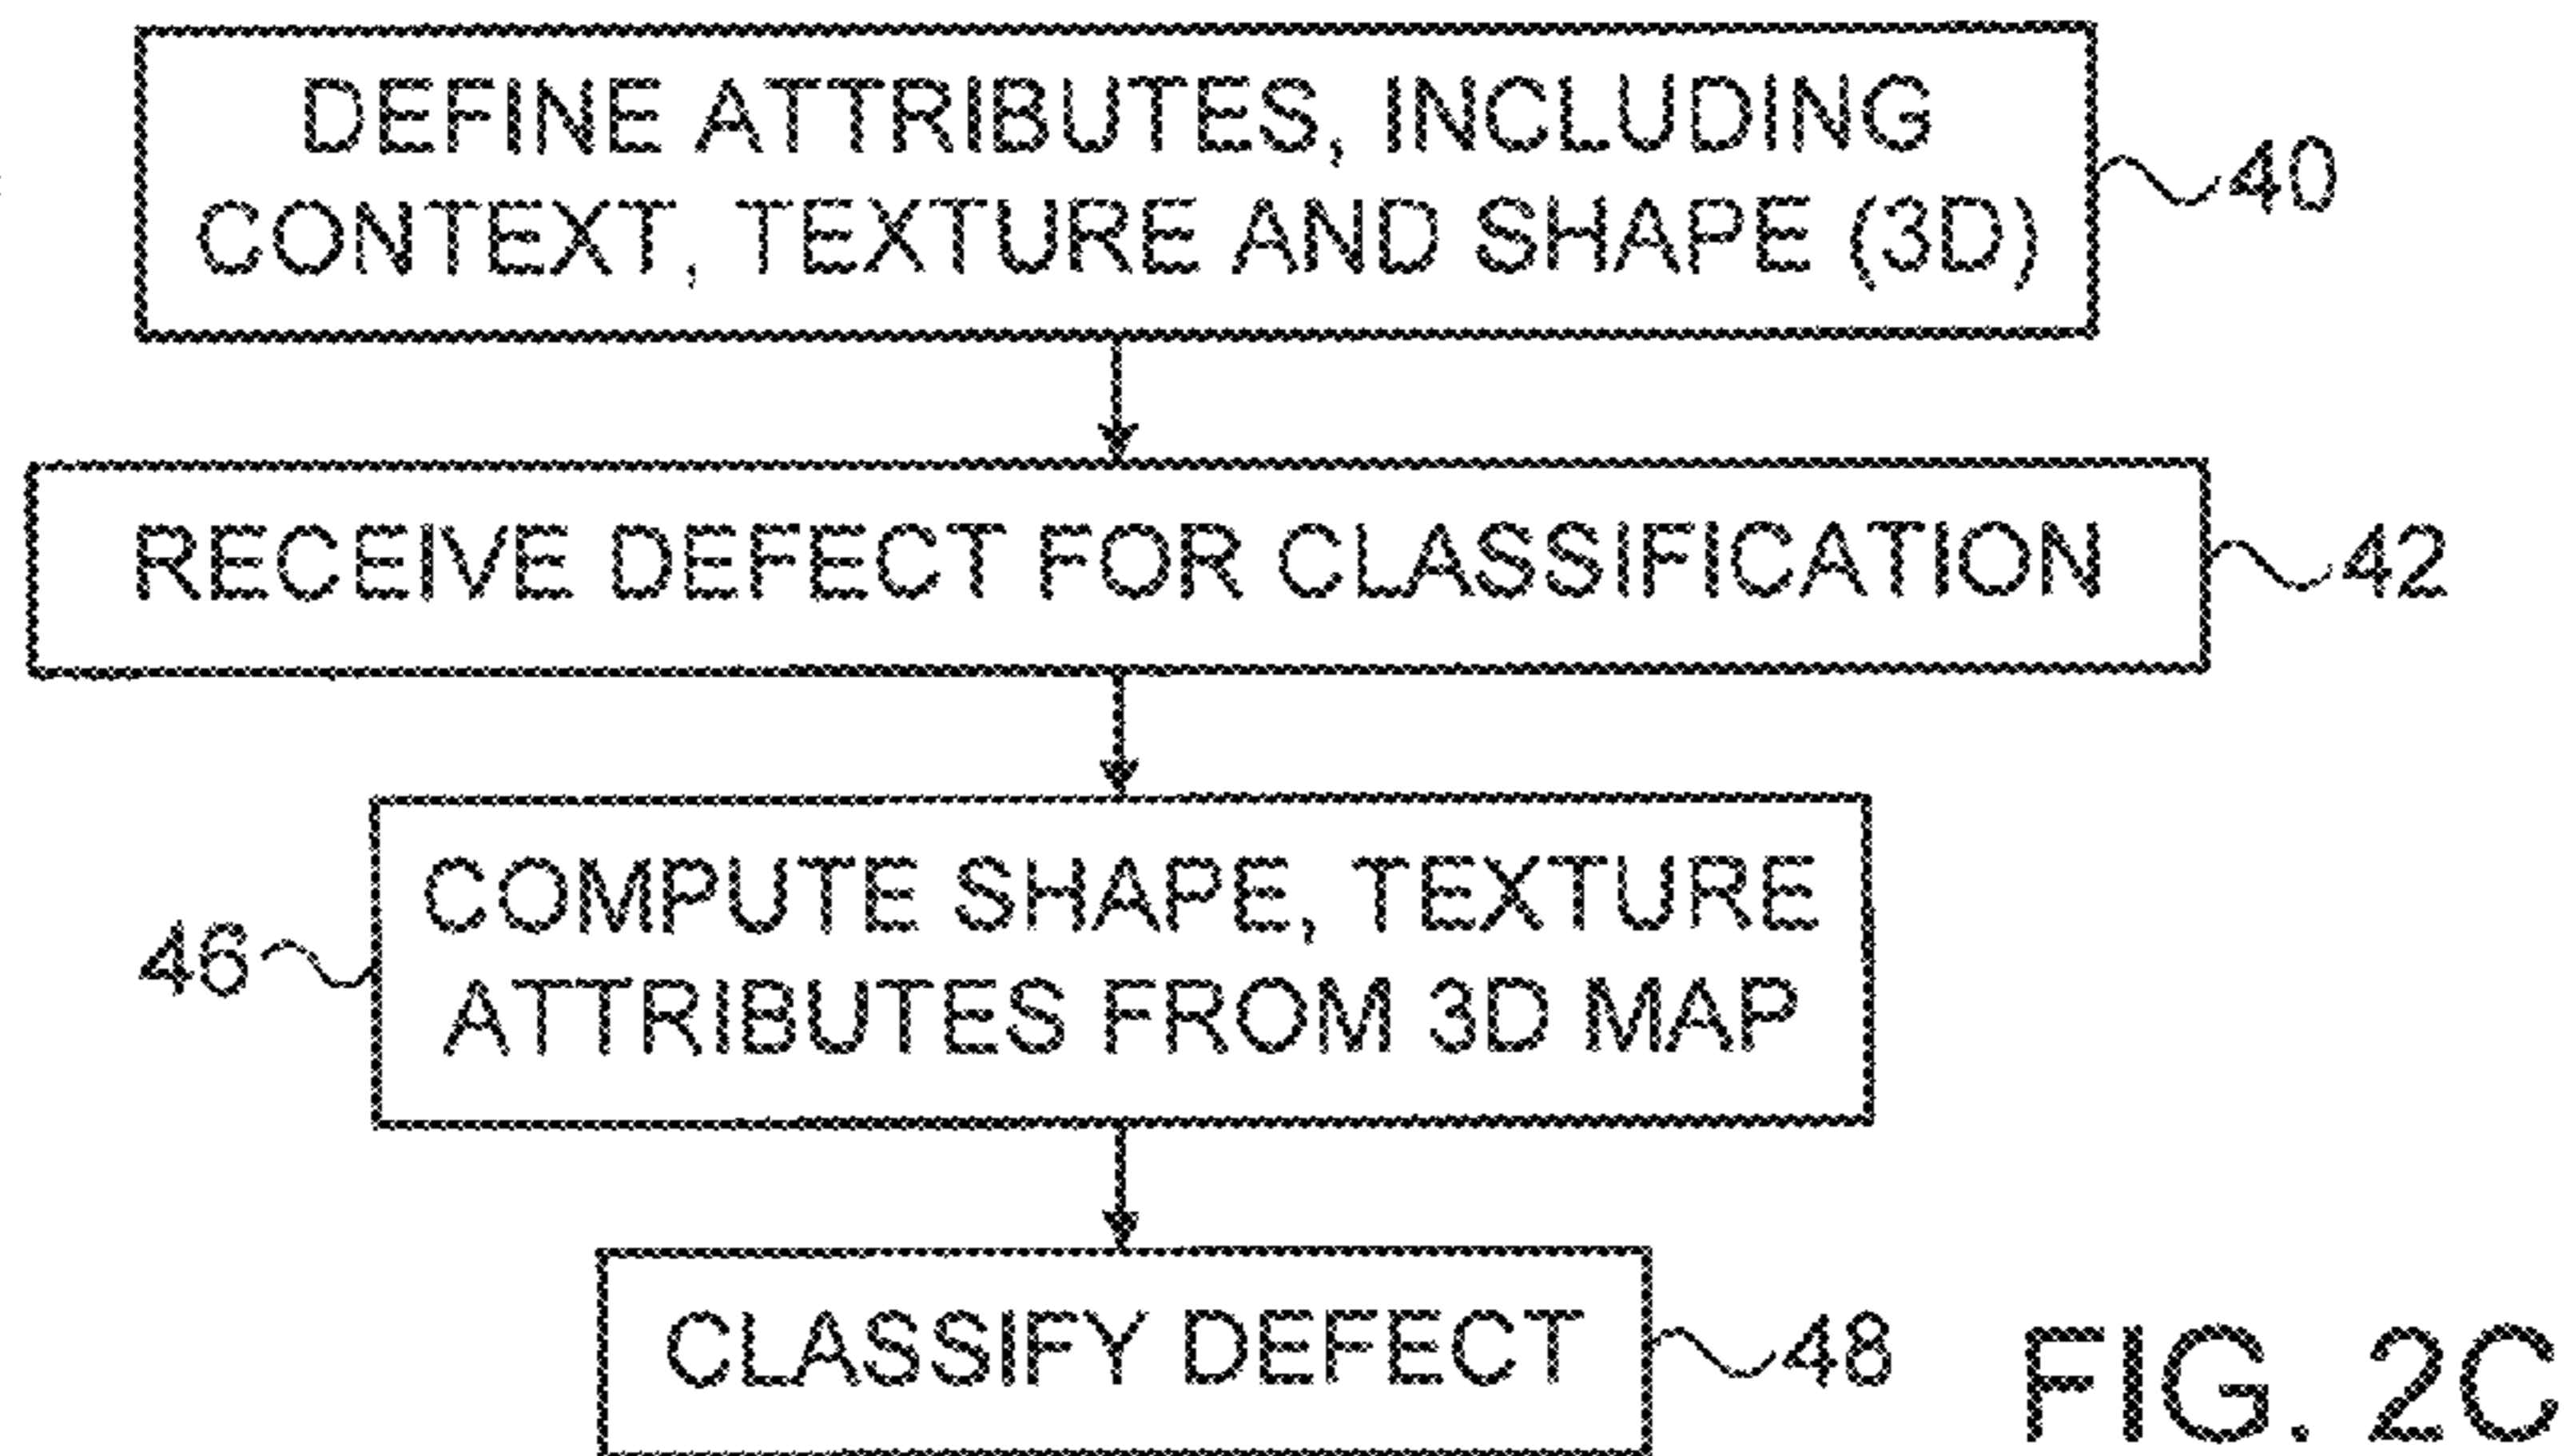 DEFINE ATTRIBUTES, INCLUDING
CONTEXT, TEXTURE AND SHAPE (3D)
40
RECEIVE DEFECT FOR CLASSIFICATION
42
COMPUTE SHAPE, TEXTURE
ATTRIBUTES FROM 3D MAP
46
CLASSIFY DEFECT
48
FIG. 2C